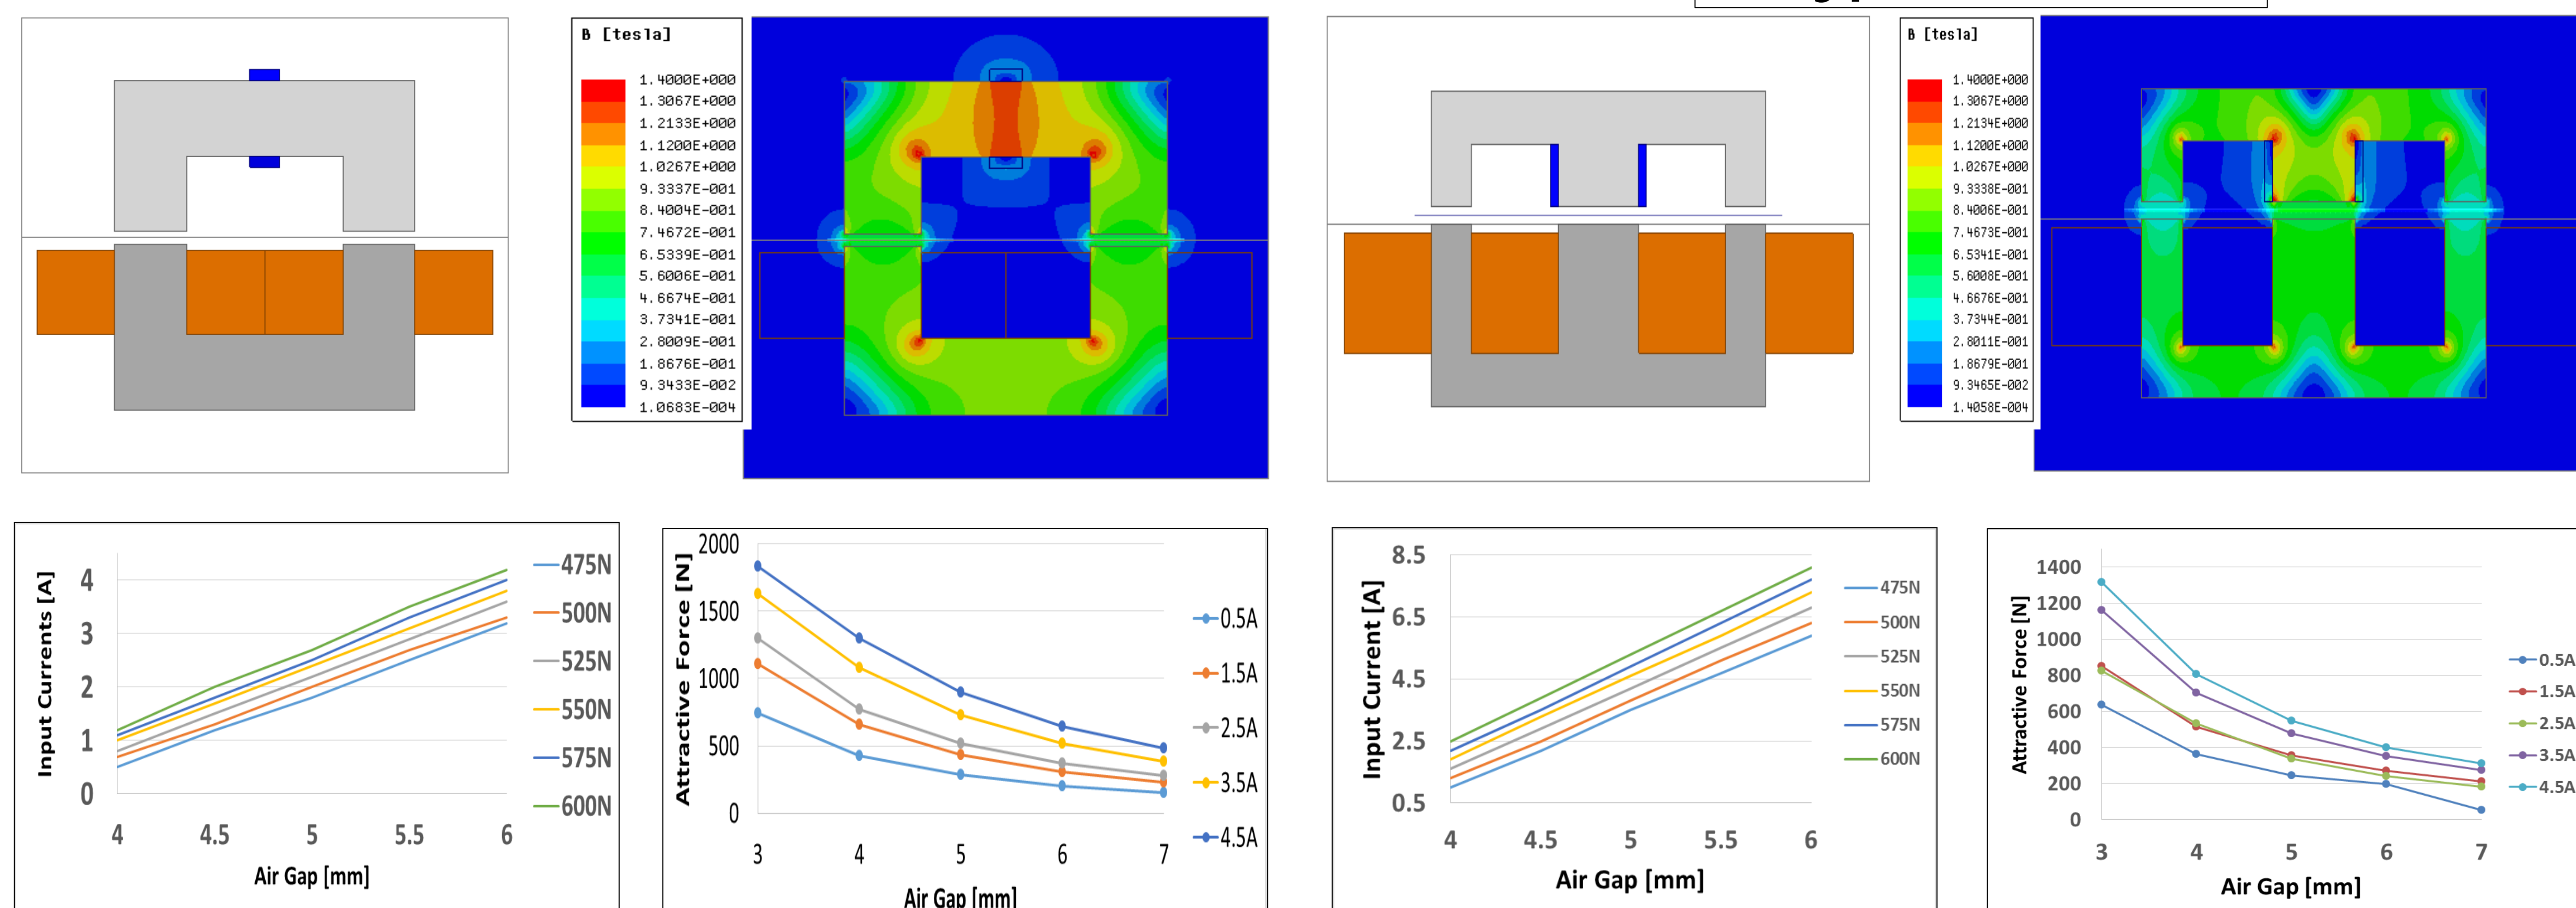 B [tesla]
1.4000E+000
1.3067E+000
1.2133E+000
1.1200E+000
1.0267E+000
9.3337E-001
8.4004E-001
7.4672E-001
6.5339E-001
5.6006E-001
4.6674E-001
3.7341E-001
2.8009E-001
1.8676E-001
9.3433E-002
1.0683E-004
B [tesla]
1.4000E+000
1.3067E+000
1.2134E+000
1.1200E+000
1.0267E+000
9.3338E-001
8.4006E-001
7.4673E-001
6.5341E-001
5.6008E-001
4.6676E-001
3.7344E-001
2.8011E-001
1.8679E-001
9.3465E-002
1.4058E-004
Input Currents [A]
4
3
2
1
0
4 4.5 5 5.5 6
Air Gap [mm]
475N
500N
525N
550N
575N
600N
Attractive Force [N]
2000
1500
1000
500
0
3 4 5 6 7
Air Gap [mm]
0.5A
1.5A
2.5A
3.5A
4.5A
Input Current [A]
8.5
6.5
4.5
2.5
0.5
4 4.5 5 5.5 6
Air Gap [mm]
475N
500N
525N
550N
575N
600N
Attractive Force [N]
1400
1200
1000
800
600
400
200
0
3 4 5 6 7
Air Gap [mm]
0.5A
1.5A
2.5A
3.5A
4.5A